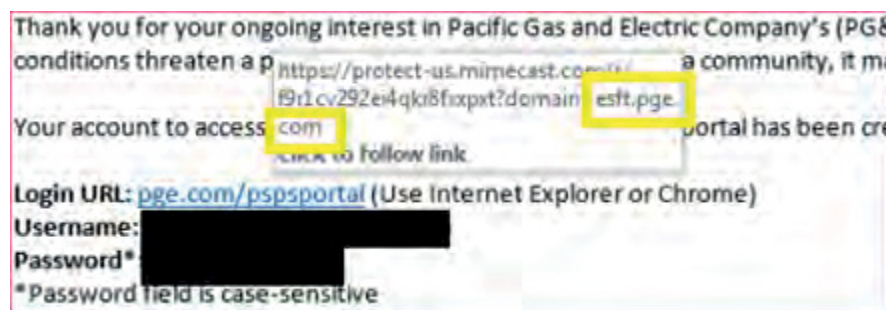 Thank you for your ongoing interest in Pacific Gas and Electric Company's (PG&
conditions threaten a p
https://protect-us.mimecast.com
a community, it ma
?domain esft.pge.
Your account to access
com
portal has been cre
Click to follow link
Login URL: pge.com/pspsportal (Use Internet Explorer or Chrome)
Username:
Password*
*Password field is case-sensitive